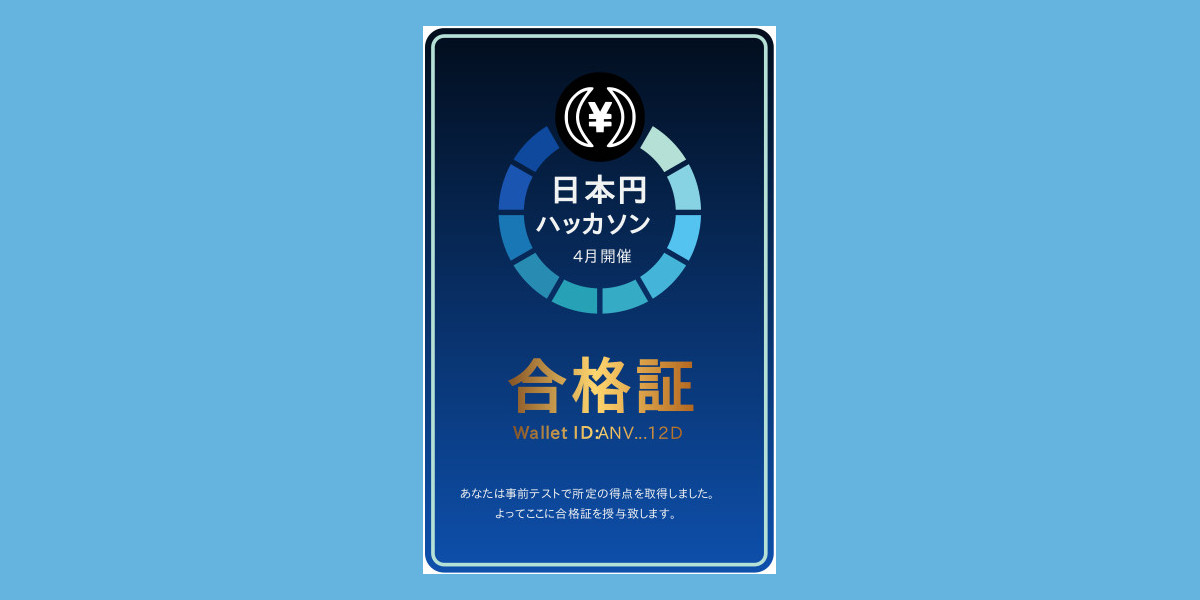 ¥
日本円
ハッカソン
4月開催
合格証
Wallet ID:ANV...12D
あなたは事前テストで所定の得点を取得しました。
よってここに合格証を授与致します。